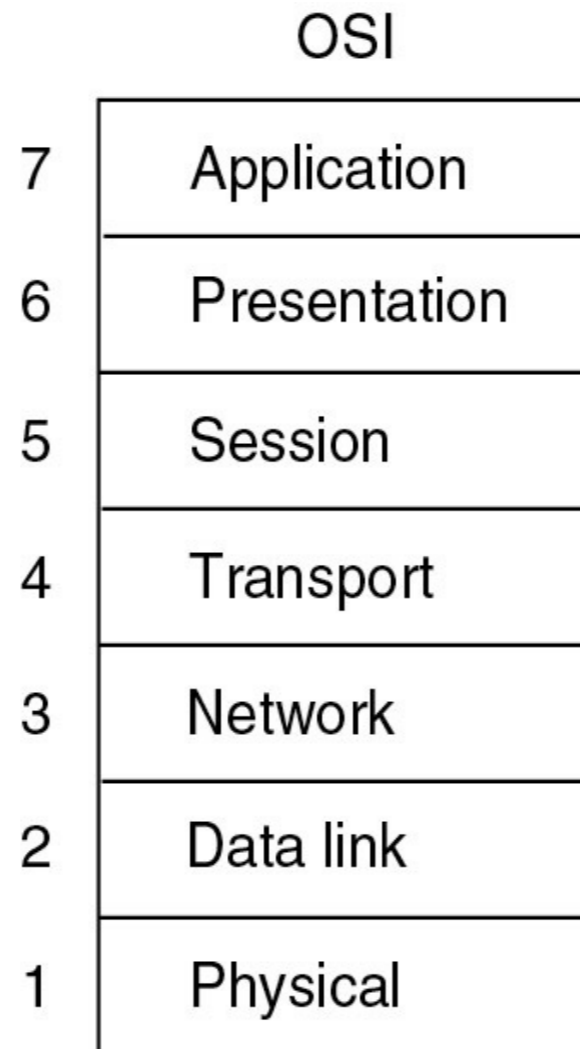 OSI
7 Application
6 Presentation
5 Session
4 Transport
3 Network
2 Data link
1 Physical